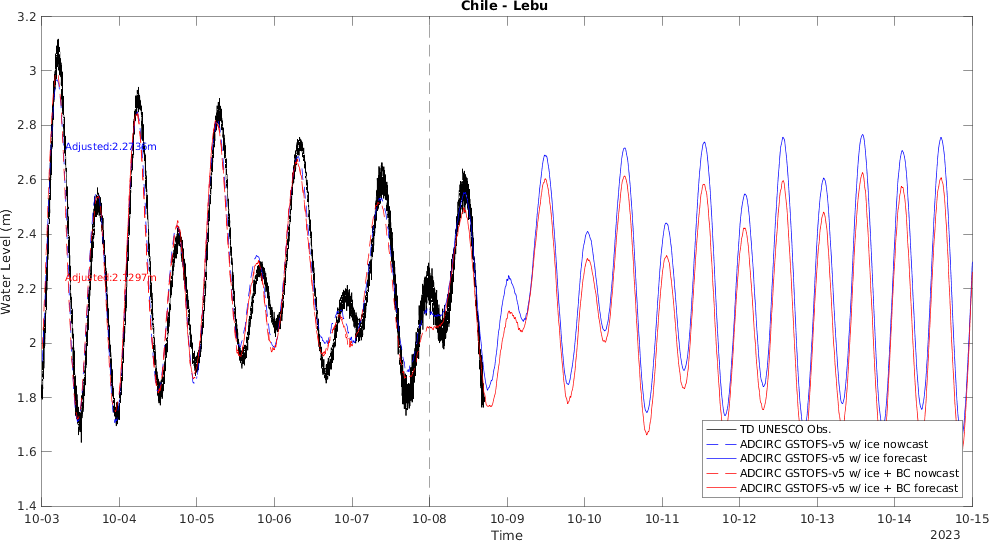 Chile - Lebu
Water Level (m)
3.2
3
2.8
2.6
2.4
2.2
2
1.8
1.6
1.4
Adjusted:2.2736m
TD UNESCO Obs.
ADCIRC GSTOFS-v5 w/ ice nowcast
ADCIRC GSTOFS-v5 w/ ice forecast
ADCIRC GSTOFS-v5 w/ ice + BC nowcast
ADCIRC GSTOFS-v5 w/ ice + BC forecast
10-03 10-04 10-05 10-06 10-07 10-08 10-09 10-10 10-11 10-12 10-13 10-14 10-15
Time
2023